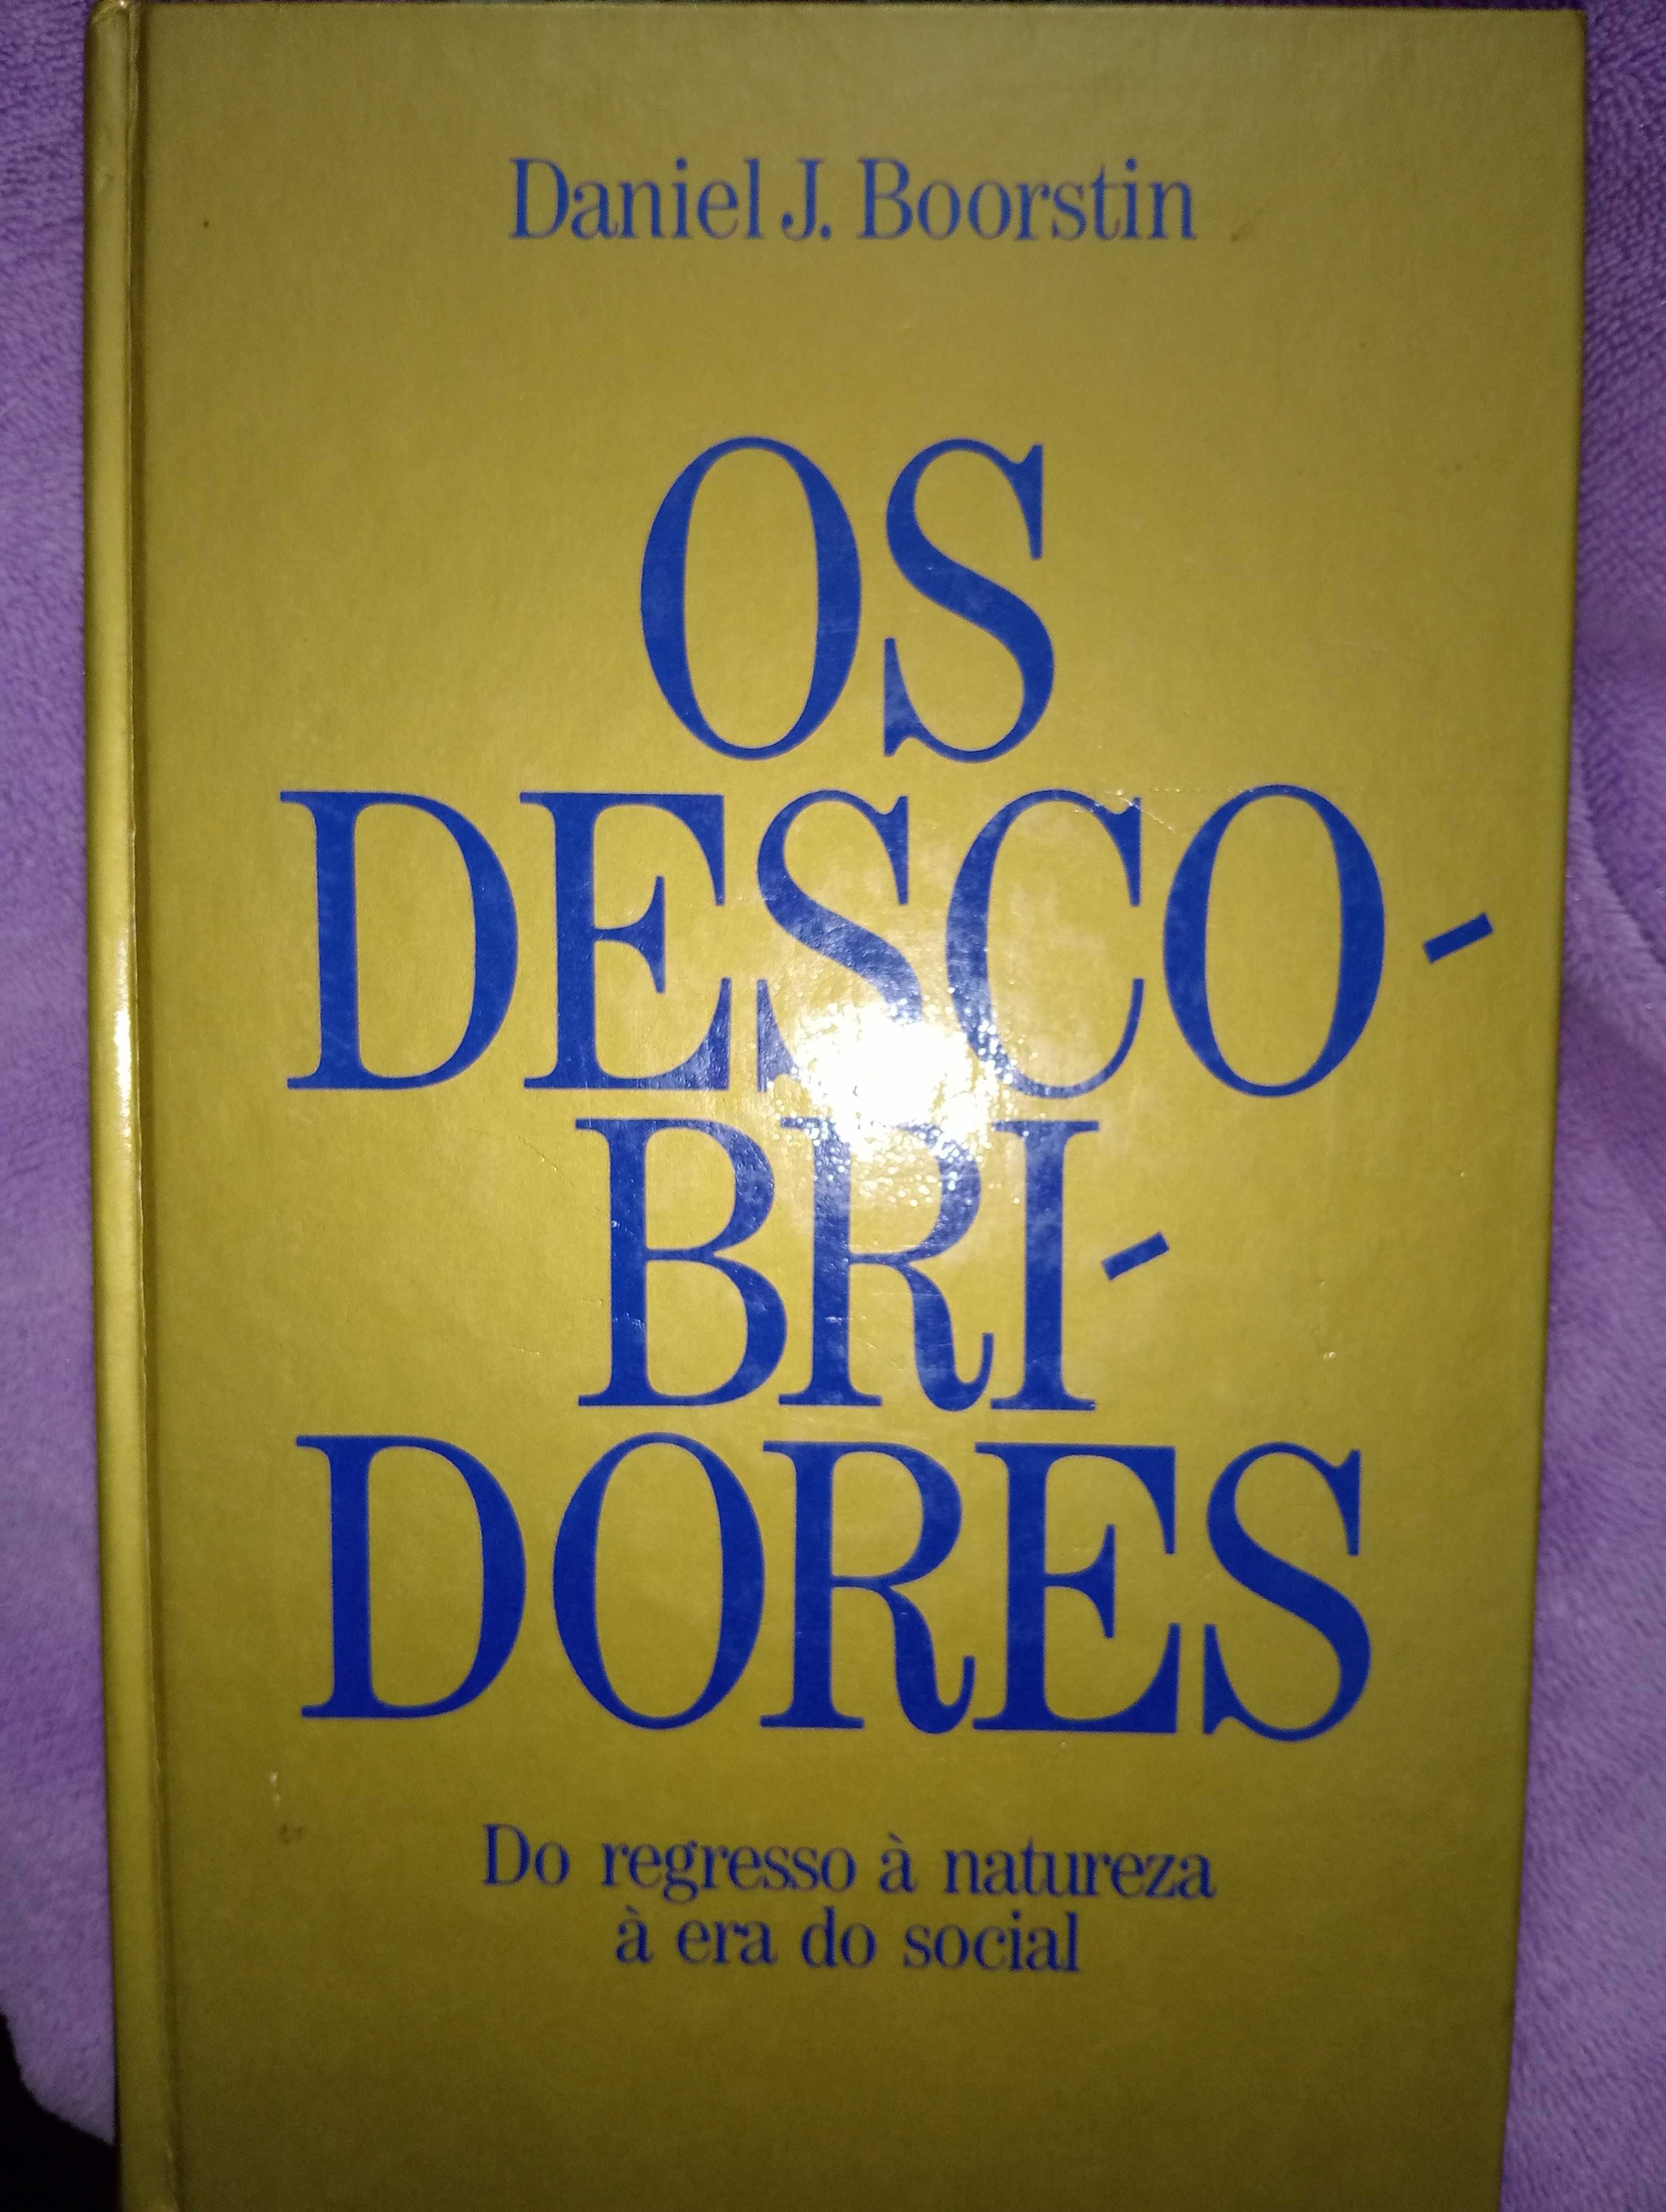 Daniel J. Boorstin
OS
DESCO-
BRI-
DORES
Do regresso à natureza
à era do social